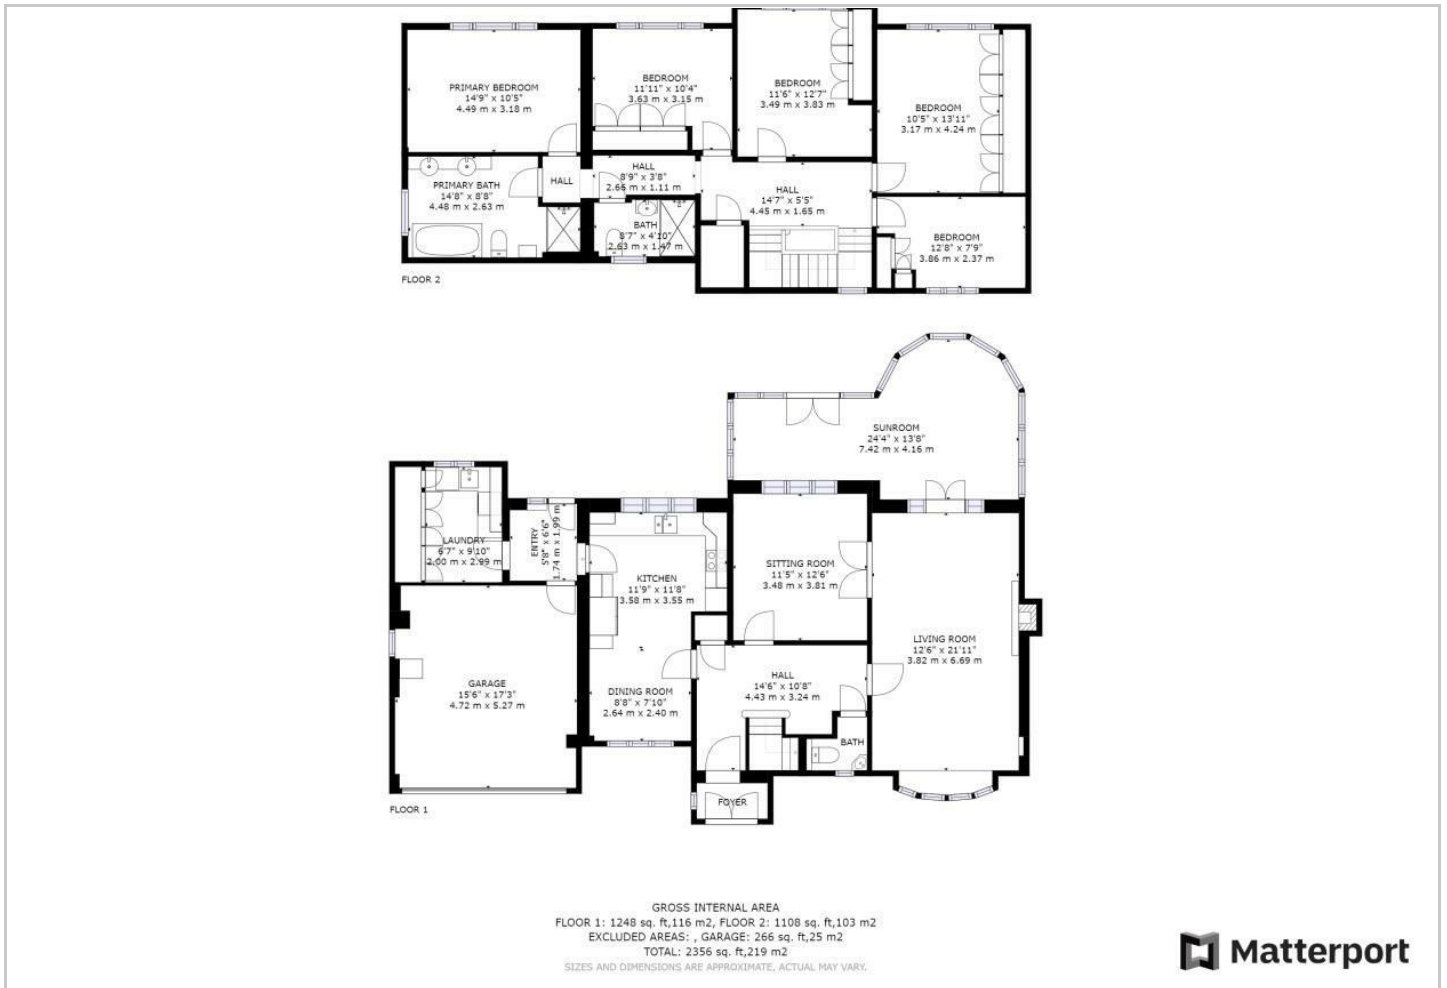 PRIMARY BEDROOM
14'9" x 10'5"
4.49 m x 3.18 m
BEDROOM
11'11" x 10'4"
3.63 m x 3.15 m
BEDROOM
11'6" x 12'7"
3.49 m x 3.83 m
BEDROOM
10'5" x 13'11"
3.17 m x 4.24 m
PRIMARY BATH
14'8" x 8'8"
4.48 m x 2.63 m
HALL
HALL
8'9" x 3'8"
2.66 m x 1.11 m
HALL
14'7" x 5'5"
4.45 m x 1.65 m
BATH
8'7" x 4'10"
2.63 m x 1.47 m
BEDROOM
12'8" x 7'9"
3.86 m x 2.37 m
FLOOR 2
SUNROOM
24'4" x 13'8"
7.42 m x 4.16 m
LAUNDRY
6'7" x 9'10"
2.00 m x 2.99 m
ENTRY
5'8" x 6'6"
1.74 m x 1.99 m
KITCHEN
11'9" x 11'8"
3.58 m x 3.55 m
SITTING ROOM
11'5" x 12'6"
3.48 m x 3.81 m
LIVING ROOM
12'6" x 21'11"
3.82 m x 6.69 m
GARAGE
15'6" x 17'3"
4.72 m x 5.27 m
DINING ROOM
8'8" x 7'10"
2.64 m x 2.40 m
HALL
14'6" x 10'8"
4.43 m x 3.24 m
BATH
FOYER
FLOOR 1
GROSS INTERNAL AREA
FLOOR 1: 1248 sq. ft,116 m2, FLOOR 2: 1108 sq. ft,103 m2
EXCLUDED AREAS: , GARAGE: 266 sq. ft,25 m2
TOTAL: 2356 sq. ft,219 m2
SIZES AND DIMENSIONS ARE APPROXIMATE, ACTUAL MAY VARY.
Matterport